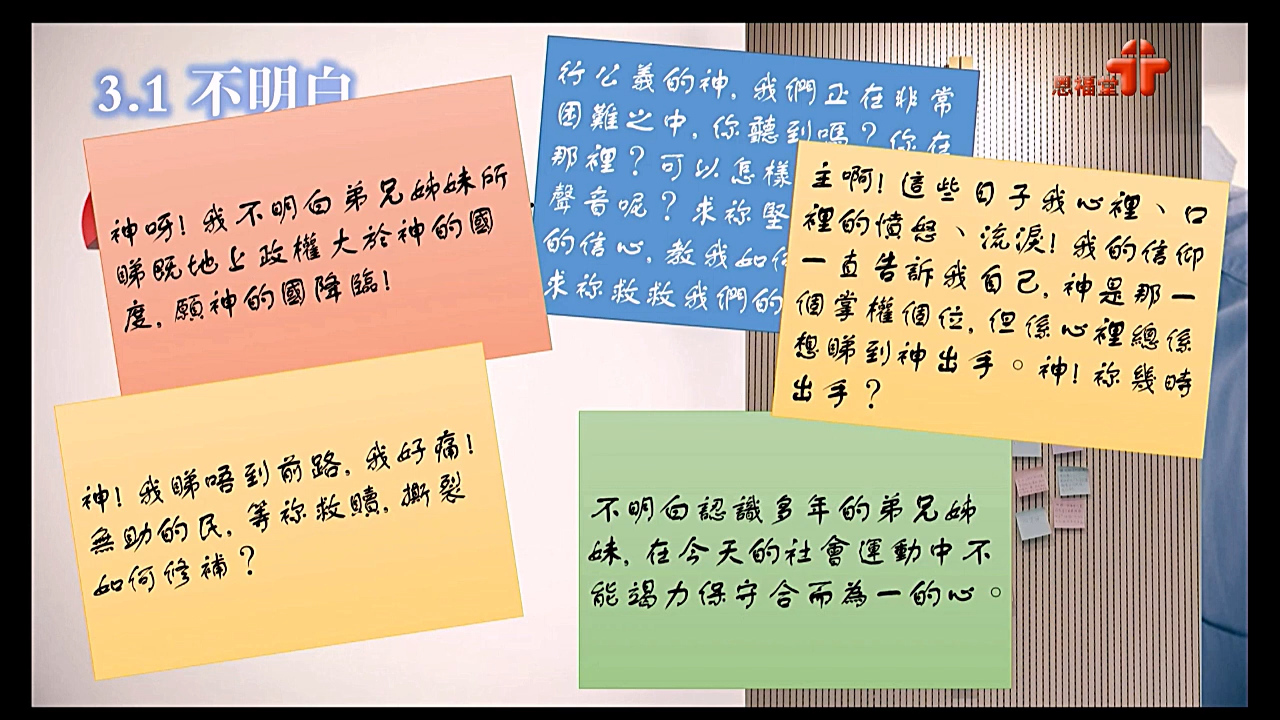 3.1 不明白
恩福堂
神呀! 我不明白弟兄姊妹所
睇既地上政權大於神的國
度, 願神的國降臨!
行公義的神, 我們正在非常
困難之中, 你聽到嗎? 你在
那裡? 可以怎樣
聲音呢? 求祢堅
的信心, 教我如何
求祢救救我們的
主啊! 這些日子我心裡、口
裡的憤怒、流淚! 我的信仰
一直告訴我自己, 神是那一
個掌權個位, 但係心裡總係
想睇到神出手。神! 祢幾時
出手?
神! 我睇唔到前路, 我好痛!
無助的民, 等祢救贖, 撕裂
如何修補?
不明白認識多年的弟兄姊
妹, 在今天的社會運動中不
能竭力保守合而為一的心。